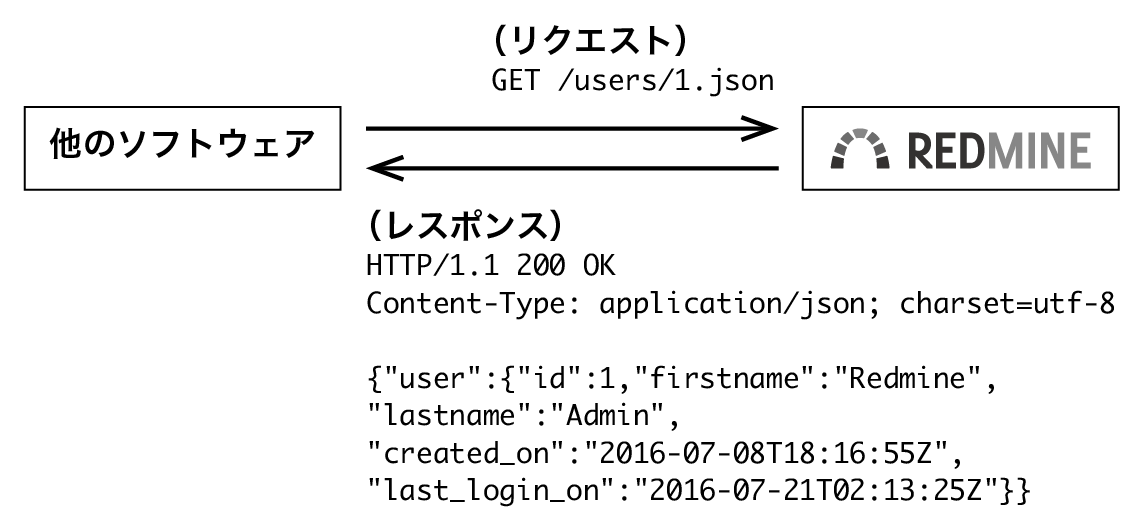 （リクエスト）
GET /users/1.json
他のソフトウェア
REDMINE
（レスポンス）
HTTP/1.1 200 OK
Content-Type: application/json; charset=utf-8
{"user":{"id":1,"firstname":"Redmine",
"lastname":"Admin",
"created_on":"2016-07-08T18:16:55Z",
"last_login_on":"2016-07-21T02:13:25Z"}}